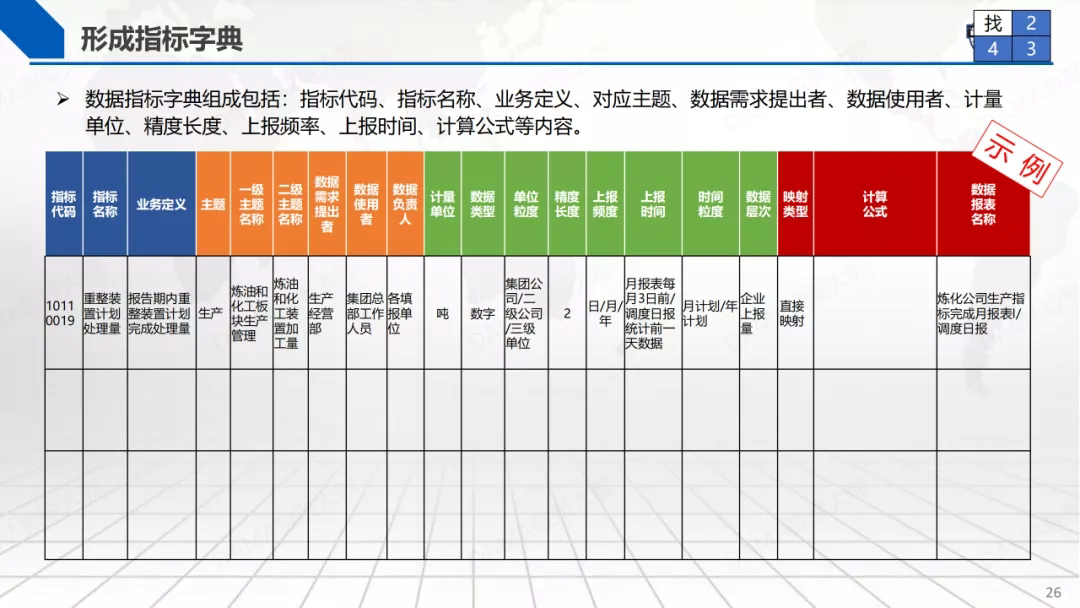 形成指标字典
找 2
4 3
➢ 数据指标字典组成包括：指标代码、指标名称、业务定义、对应主题、数据需求提出者、数据使用者、计量
单位、精度长度、上报频率、上报时间、计算公式等内容。
示例
指标
代码
指标
名称
业务定义
主题
一级
主题
名称
二级
主题
名称
数据
需求
提出
者
数据
使用
者
数据
负责
人
计量
单位
数据
类型
单位
粒度
精度
长度
上报
频度
上报
时间
时间
粒度
数据
层次
映射
类型
计算
公式
数据
报表
名称
1011
0019
重整装
置计划
处理量
报告期内重
整装置计划
完成处理量
生产
炼油和
化工板
块生产
管理
炼油
和化
工装
置加
工量
生产
经营
部
集团总
部工作
人员
各填
报单
位
吨
数字
集团公
司/二
级公司
/三级
单位
2
日/月/
年
月报表每
月3日前/
调度日报
统计前一
天数据
月计划/年
计划
企业
上报
量
直接
映射
炼化公司生产指
标完成月报表Ⅰ/
调度日报
26